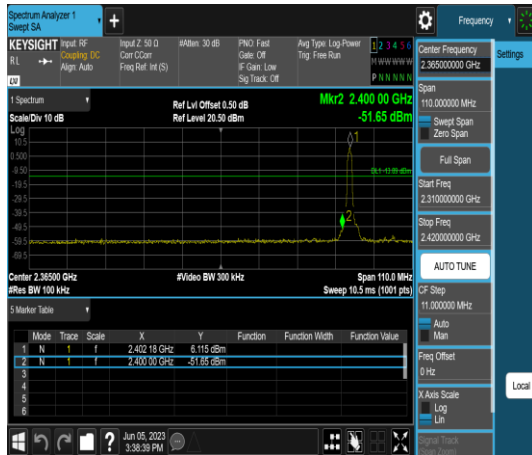 Spectrum Analyzer 1
Swept SA
Frequency
KEYSIGHT
RL
Input: RF
Coupling: DC
Align: Auto
Input Z: 50 Ω
Corr CCorr
Freq Ref: Int (S)
#Atten: 30 dB
PNO: Fast
Gate: Off
IF Gain: Low
Sig Track: Off
Avg Type: Log-Power
Trig: Free Run
1 2 3 4 5 6
M W W W W W
P N N N N N
LXI
1 Spectrum
Scale/Div 10 dB
Ref Lvl Offset 0.50 dB
Ref Level 20.50 dBm
Mkr2 2.400 00 GHz
-51.65 dBm
Log
10.5
0.500
-9.50
-19.5
-29.5
-39.5
-49.5
-59.5
-69.5
1
2
Center 2.36500 GHz
#Res BW 100 kHz
#Video BW 300 kHz
Span 110.0 MHz
Sweep 10.5 ms (1001 pts)
5 Marker Table
Mode Trace Scale X Y Function Function Width Function Value
1 N 1 f 2.402 18 GHz 6.115 dBm
2 N 1 f 2.400 00 GHz -51.65 dBm
3
4
5
6
Jun 05, 2023
3:38:39 PM
Center Frequency
2.365000000 GHz
Span
110.000000 MHz
Swept Span
Zero Span
Full Span
Start Freq
2.310000000 GHz
Stop Freq
2.420000000 GHz
AUTO TUNE
CF Step
11.000000 MHz
Auto
Man
Freq Offset
0 Hz
X Axis Scale
Log
Lin
Signal Track
(Span Zoom)
Settings
Local